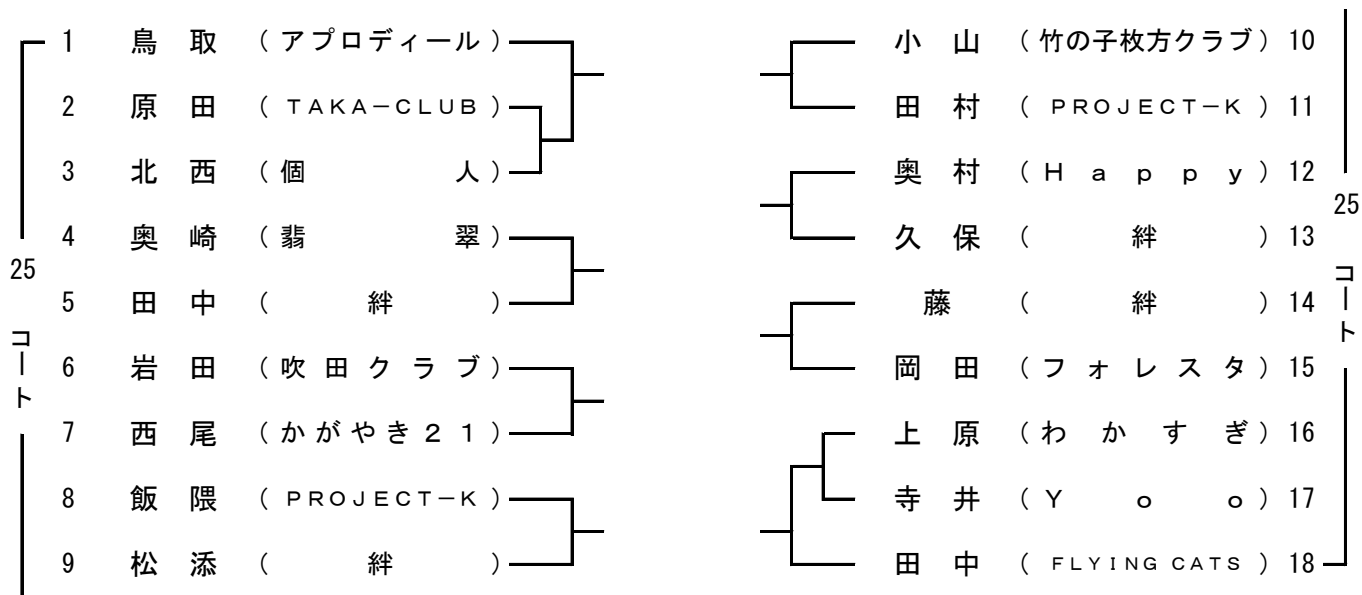 1 鳥取 (アプロディール)
2 原田 (TAKA−CLUB)
3 北西 (個人)
4 奥崎 (翡翠)
5 田中 (絆)
6 岩田 (吹田クラブ)
7 西尾 (かがやき21)
8 飯隈 (PROJECT−K)
9 松添 (絆)
25コート
小山 (竹の子枚方クラブ) 10
田村 (PROJECT−K) 11
奥村 (Happy) 12
久保 (絆) 13
藤 (絆) 14
岡田 (フォレスタ) 15
上原 (わかすぎ) 16
寺井 (Yoo) 17
田中 (FLYING CATS) 18
25コート